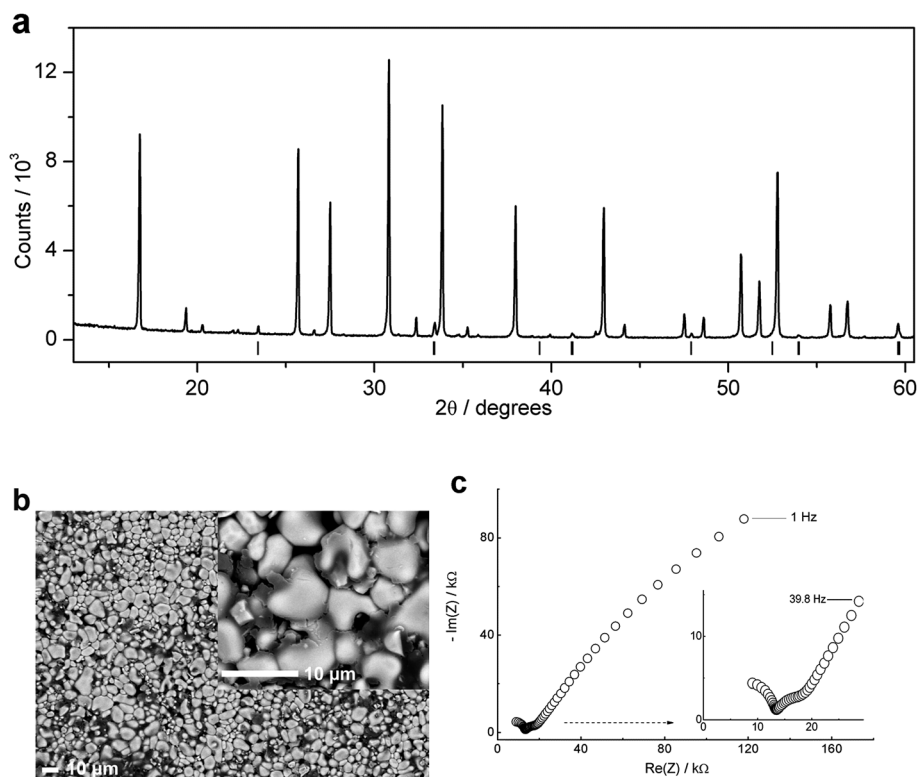 a
Counts / 10³
12
8
4
0
20
30
40
50
60
2θ / degrees
b
10 µm
10 µm
c
- Im(Z) / kΩ
80
40
0
1 Hz
39.8 Hz
10
0
0
10
20
0
40
80
120
160
Re(Z) / kΩ